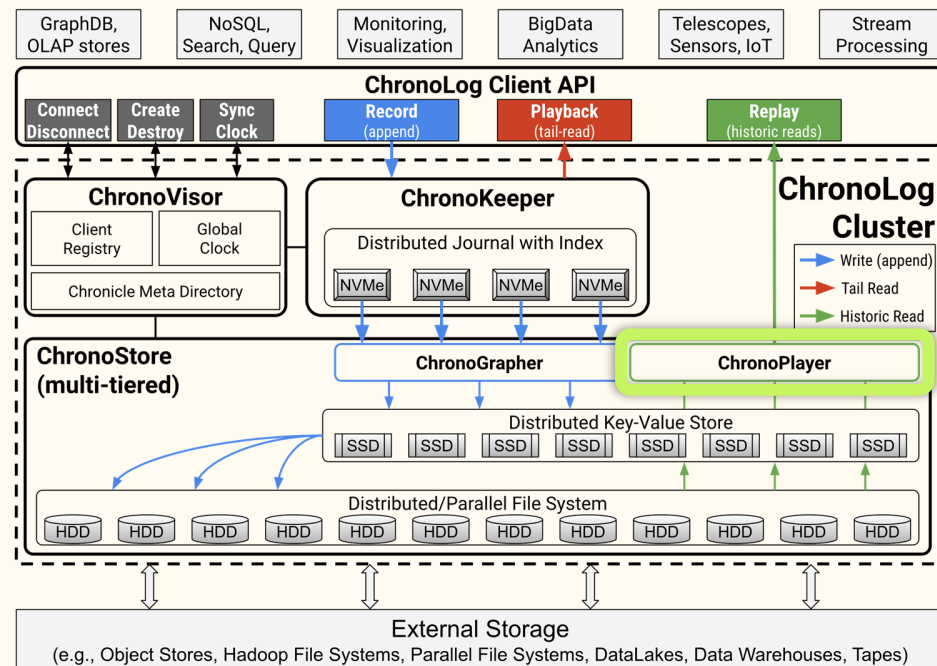 GraphDB,
OLAP stores
NoSQL,
Search, Query
Monitoring,
Visualization
BigData
Analytics
Telescopes,
Sensors, IoT
Stream
Processing
ChronoLog Client API
Connect
Disconnect
Create
Destroy
Sync
Clock
Record
(append)
Playback
(tail-read)
Replay
(historic reads)
ChronoVisor
Client
Registry
Global
Clock
Chronicle Meta Directory
ChronoKeeper
Distributed Journal with Index
NVMe NVMe NVMe NVMe
ChronoLog
Cluster
Write (append)
Tail Read
Historic Read
ChronoStore
(multi-tiered)
ChronoGrapher
ChronoPlayer
Distributed Key-Value Store
SSD SSD SSD SSD SSD SSD SSD SSD
Distributed/Parallel File System
HDD HDD HDD HDD HDD HDD HDD HDD HDD HDD HDD HDD
External Storage
(e.g., Object Stores, Hadoop File Systems, Parallel File Systems, DataLakes, Data Warehouses, Tapes)